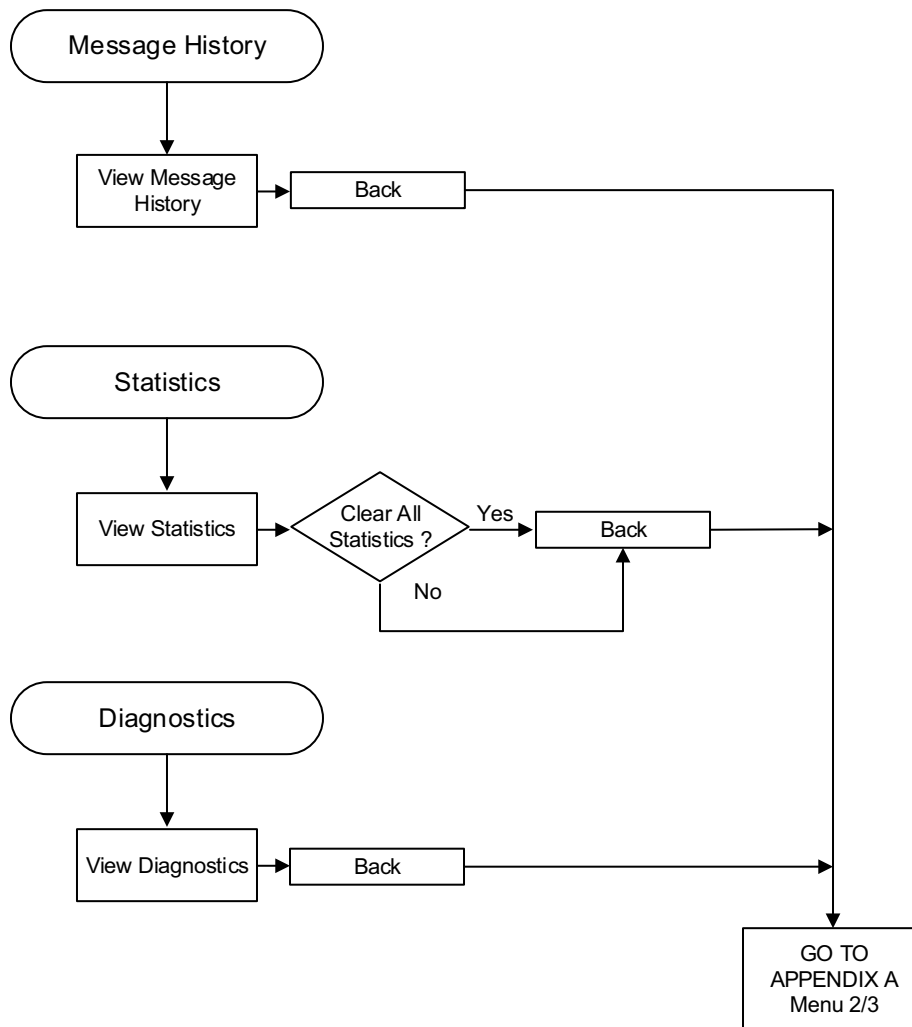 Message History
View Message
History
Back
Statistics
View Statistics
Clear All
Statistics ?
Yes
Back
No
Diagnostics
View Diagnostics
Back
GO TO
APPENDIX A
Menu 2/3